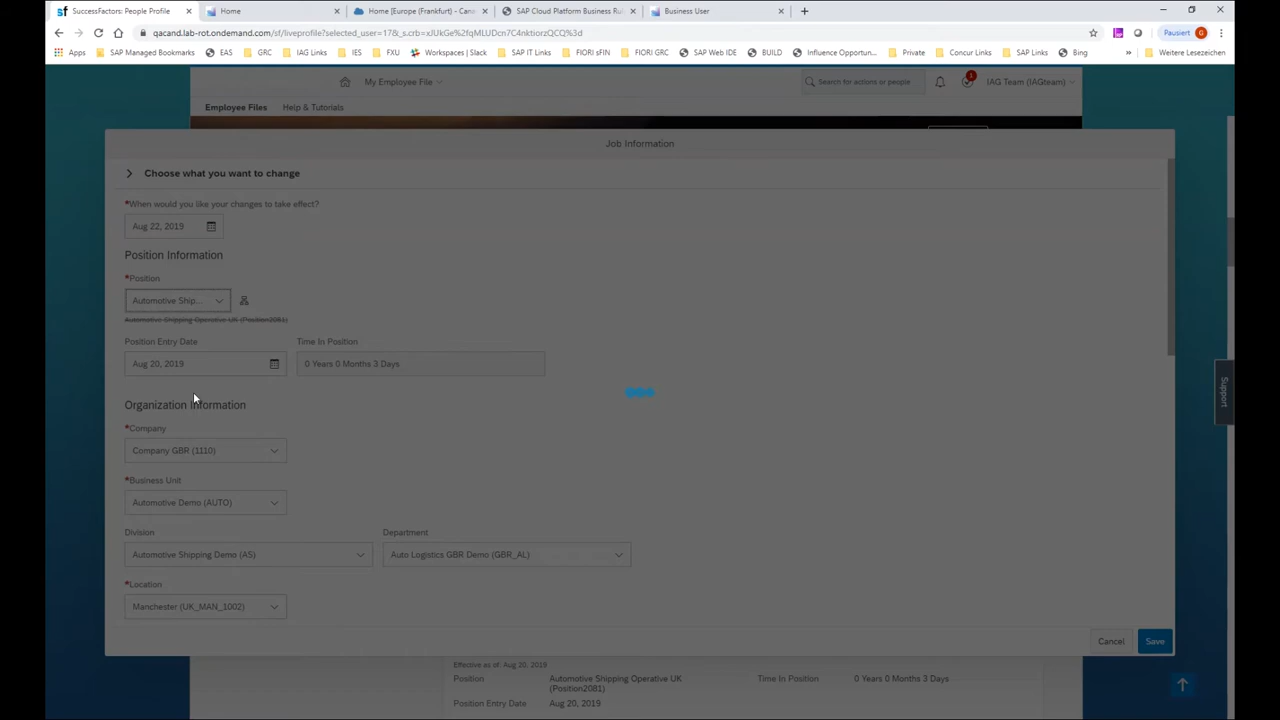 SuccessFactors: People Profile
Home
Home [Europe (Frankfurt) - Cana
SAP Cloud Platform Business Ru
Business User
qacand.lab-rot.ondemand.com/sf/liveprofile?selected_user=17&_s.crb=
Pausiert
G
Apps
SAP Managed Bookmarks
EAS
GRC
IAG Links
IES
FXU
Workspaces | Slack
SAP IT Links
FIORI sFIN
FIORI GRC
SAP Web IDE
BUILD
Influence Opportun...
Private
Concur Links
SAP Links
Bing
»
Weitere Lesezeichen
My Employee File
Search for actions or people
1
IAG Team (IAGteam)
Employee Files
Help & Tutorials
Job Information
Choose what you want to change
*When would you like your changes to take effect?
Aug 22, 2019
Position Information
*Position
Automotive Ship...
Automotive Shipping Operative UK (Position2081)
Position Entry Date
Time In Position
Aug 20, 2019
0 Years 0 Months 3 Days
Organization Information
*Company
Company GBR (1110)
*Business Unit
Automotive Demo (AUTO)
Division
Department
Automotive Shipping Demo (AS)
Auto Logistics GBR Demo (GBR_AL)
*Location
Manchester (UK_MAN_1002)
Support
Cancel
Save
Effective as of: Aug 20, 2019
Position
Automotive Shipping Operative UK
(Position2081)
Time In Position
0 Years 0 Months 3 Days
Position Entry Date
Aug 20, 2019